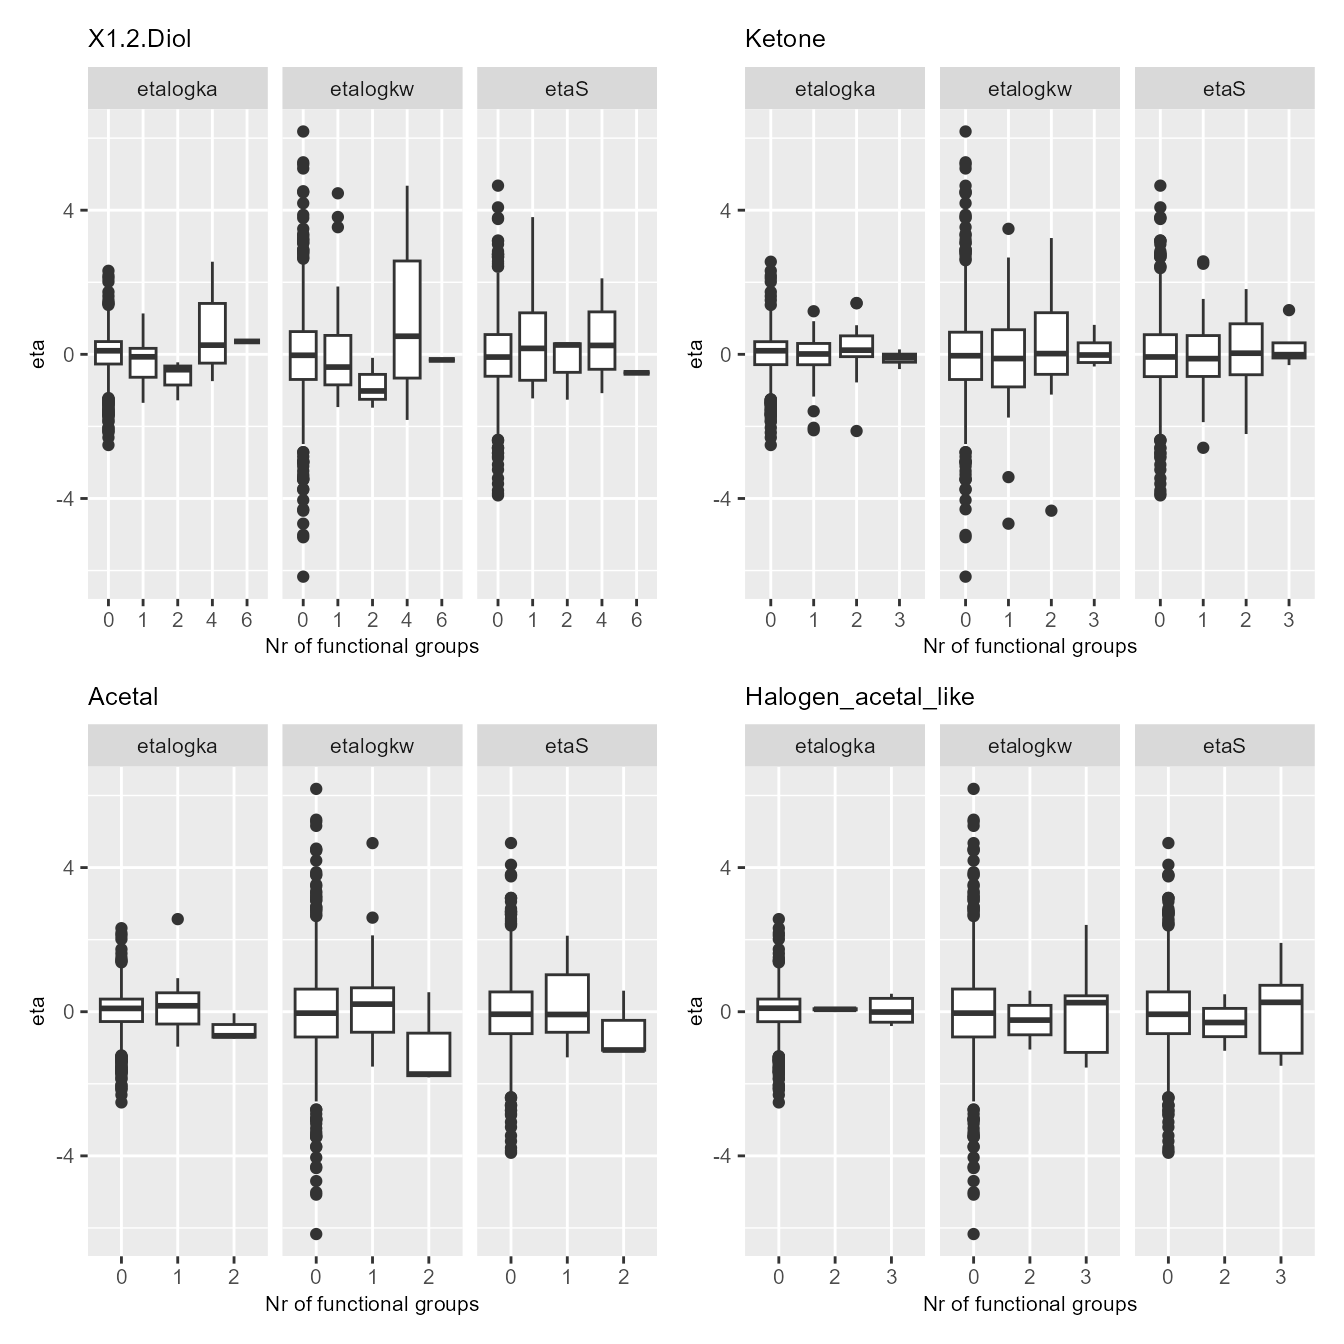 X1.2.Diol
etalogka etalogkw etaS
4
0
-4
eta
0 1 2 4 6 0 1 2 4 6 0 1 2 4 6
Nr of functional groups
Ketone
etalogka etalogkw etaS
4
0
-4
eta
0 1 2 3 0 1 2 3 0 1 2 3
Nr of functional groups
Acetal
etalogka etalogkw etaS
4
0
-4
eta
0 1 2 0 1 2 0 1 2
Nr of functional groups
Halogen_acetal_like
etalogka etalogkw etaS
4
0
-4
eta
0 2 3 0 2 3 0 2 3
Nr of functional groups